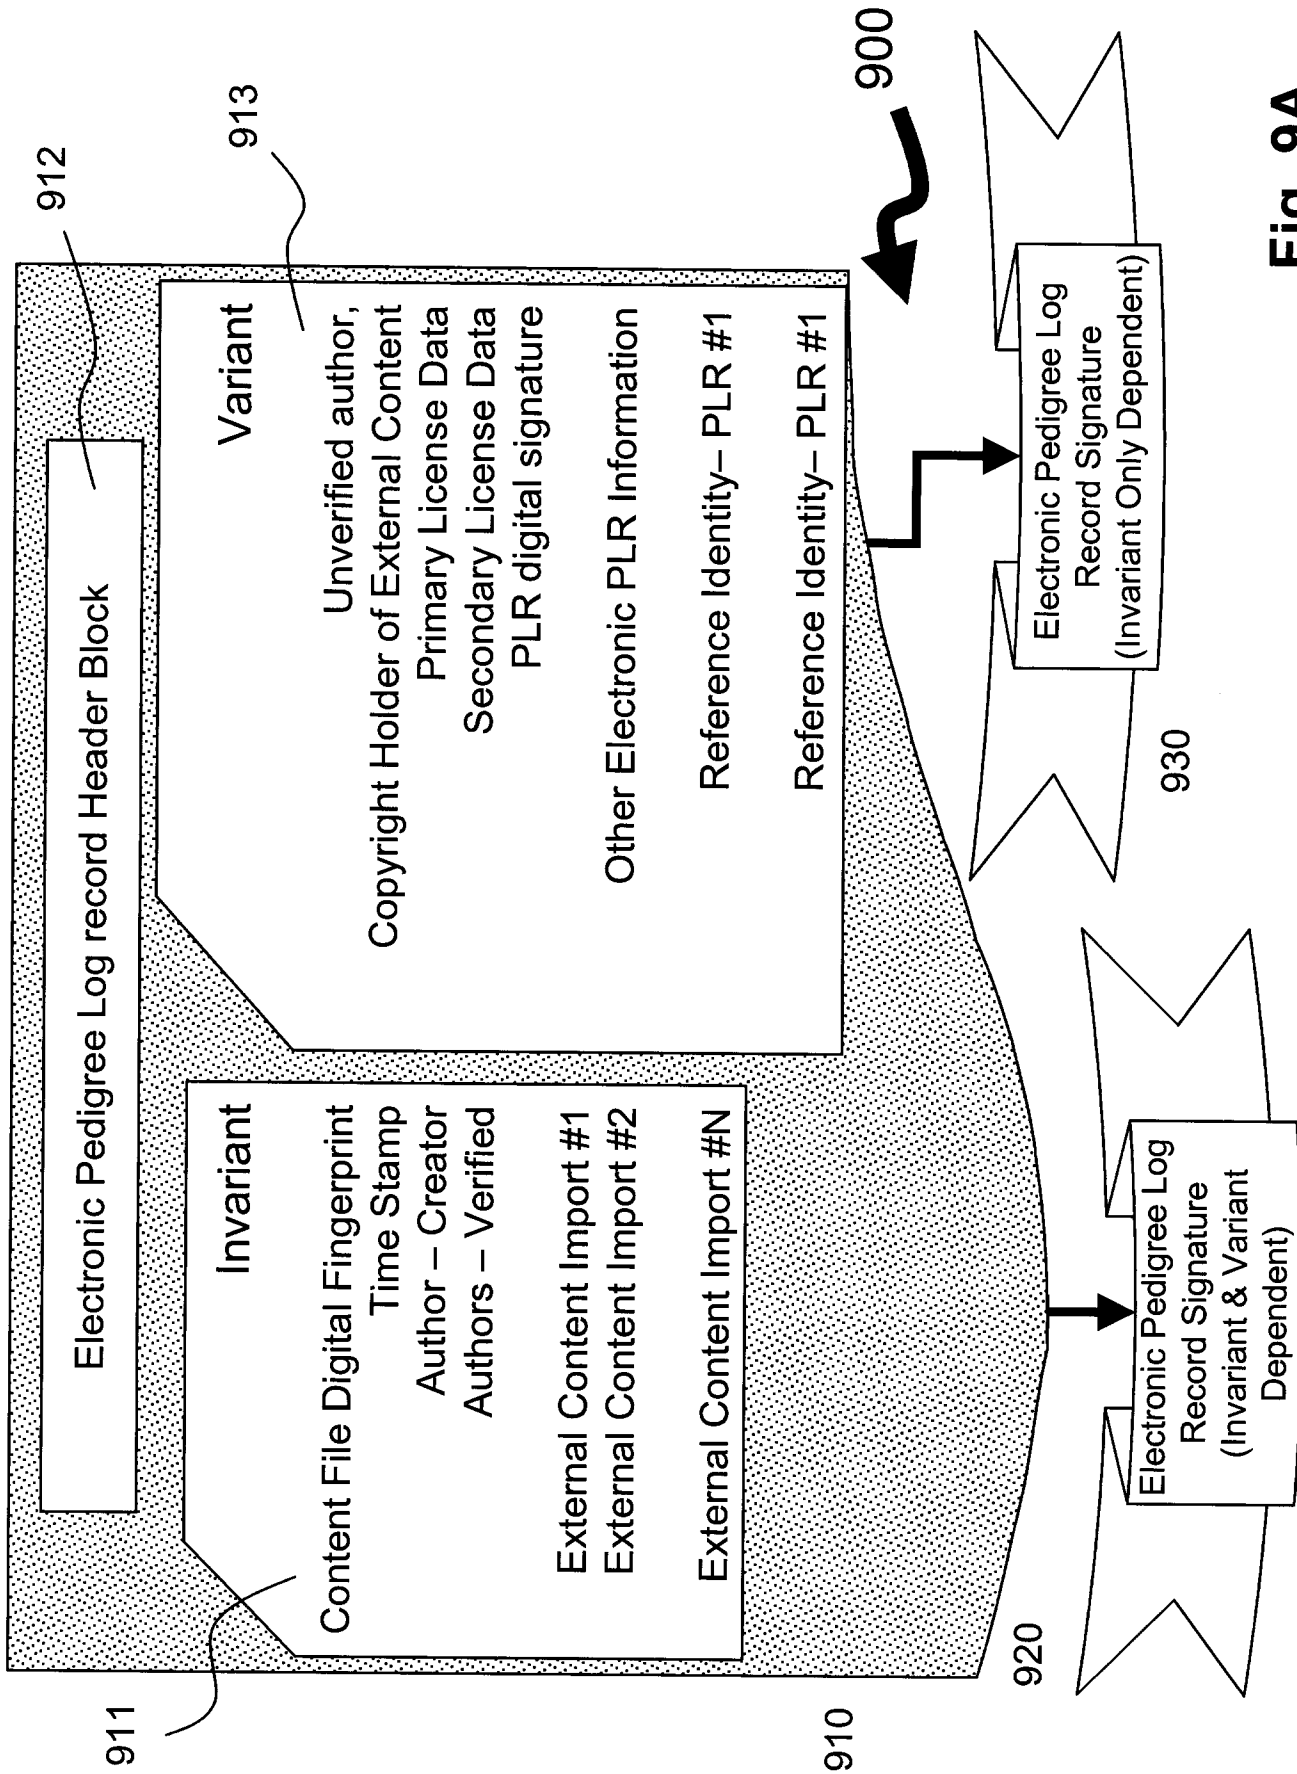 912
913
911
Electronic Pedigree Log record Header Block
Invariant
Content File Digital Fingerprint
Time Stamp
Author – Creator
Authors – Verified
External Content Import #1
External Content Import #2
External Content Import #N
Variant
Unverified author,
Copyright Holder of External Content
Primary License Data
Secondary License Data
PLR digital signature
Other Electronic PLR Information
Reference Identity– PLR #1
Reference Identity– PLR #1
910
900
920
Electronic Pedigree Log
Record Signature
(Invariant & Variant
Dependent)
930
Electronic Pedigree Log
Record Signature
(Invariant Only Dependent)
Fig. 9A